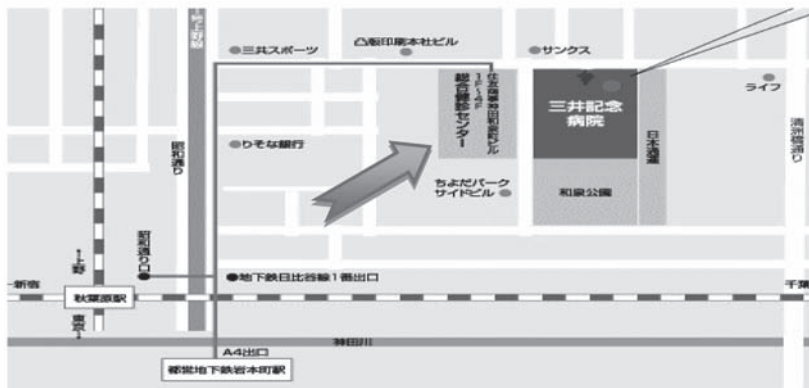 三共スポーツ
凸版印刷本社ビル
サンクス
住友商事神田和泉町ビル
1F~4F
総合健診センター
三井記念
病院
ライフ
清洲橋通り
昭和通り
りそな銀行
日本通運
ちよだパーク
サイドビル
和泉公園
昭和通り口
←上野
地下鉄日比谷線1番出口
新宿
秋葉原駅
千葉
東京→
神田川
A4出口
都営地下鉄岩本町駅